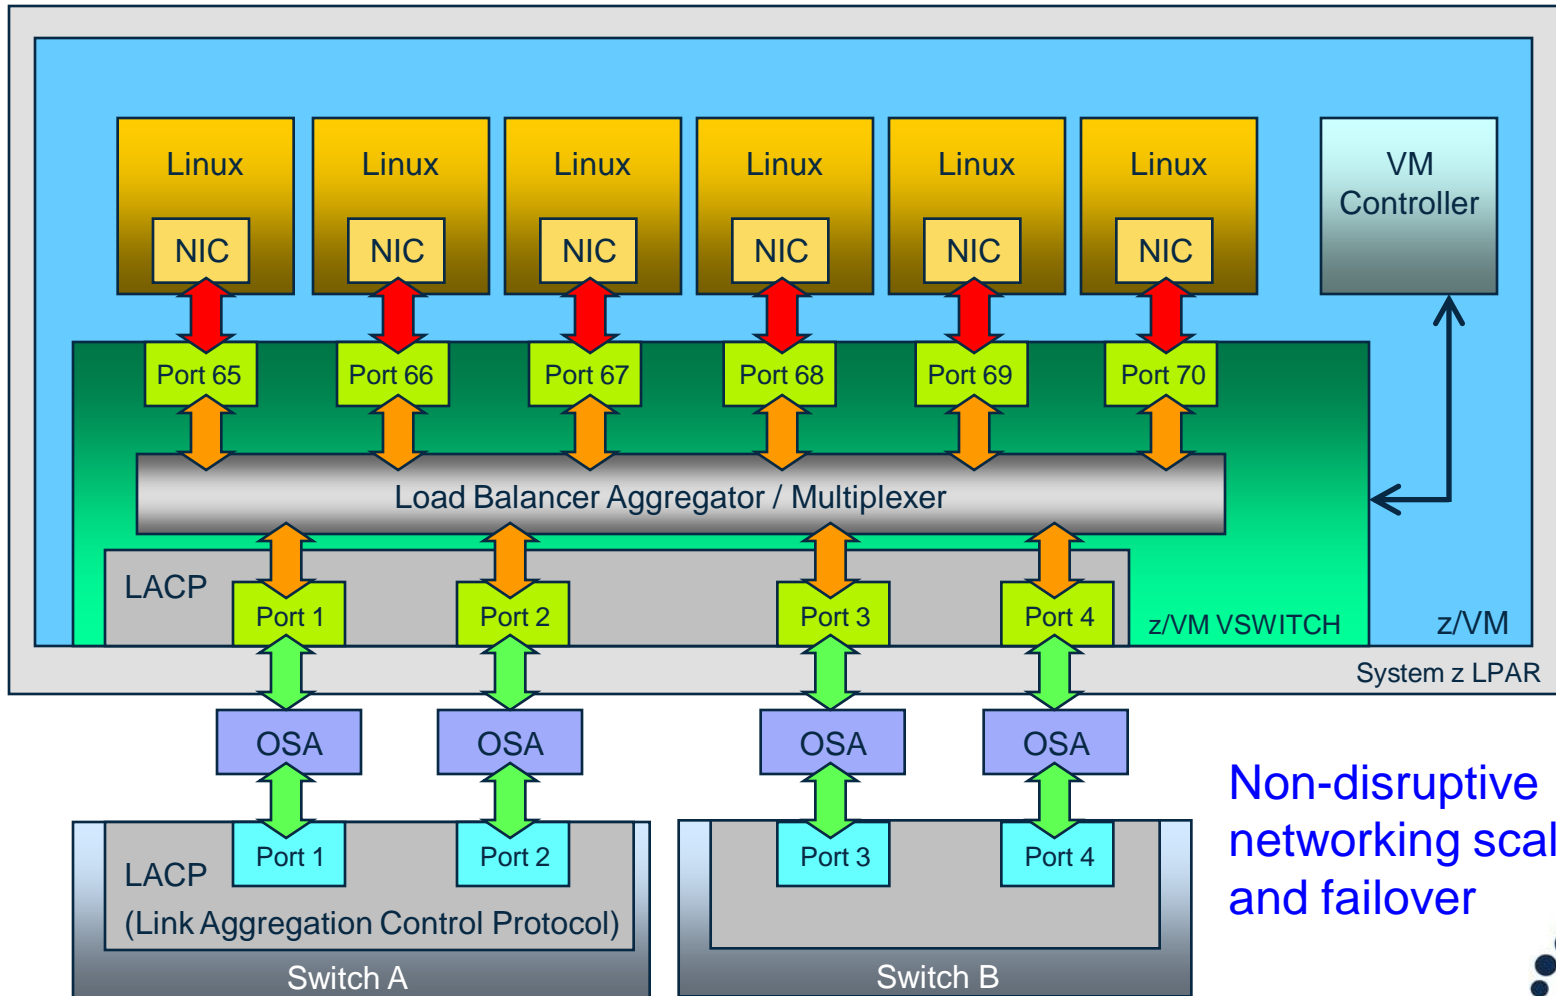 Linux
Linux
Linux
Linux
Linux
Linux
VM
Controller
NIC
NIC
NIC
NIC
NIC
NIC
Port 65
Port 66
Port 67
Port 68
Port 69
Port 70
Load Balancer Aggregator / Multiplexer
LACP
Port 1
Port 2
Port 3
Port 4
z/VM VSWITCH
z/VM
System z LPAR
OSA
OSA
OSA
OSA
Port 1
Port 2
Port 3
Port 4
LACP
(Link Aggregation Control Protocol)
Switch A
Switch B
Non-disruptive
networking scal
and failover